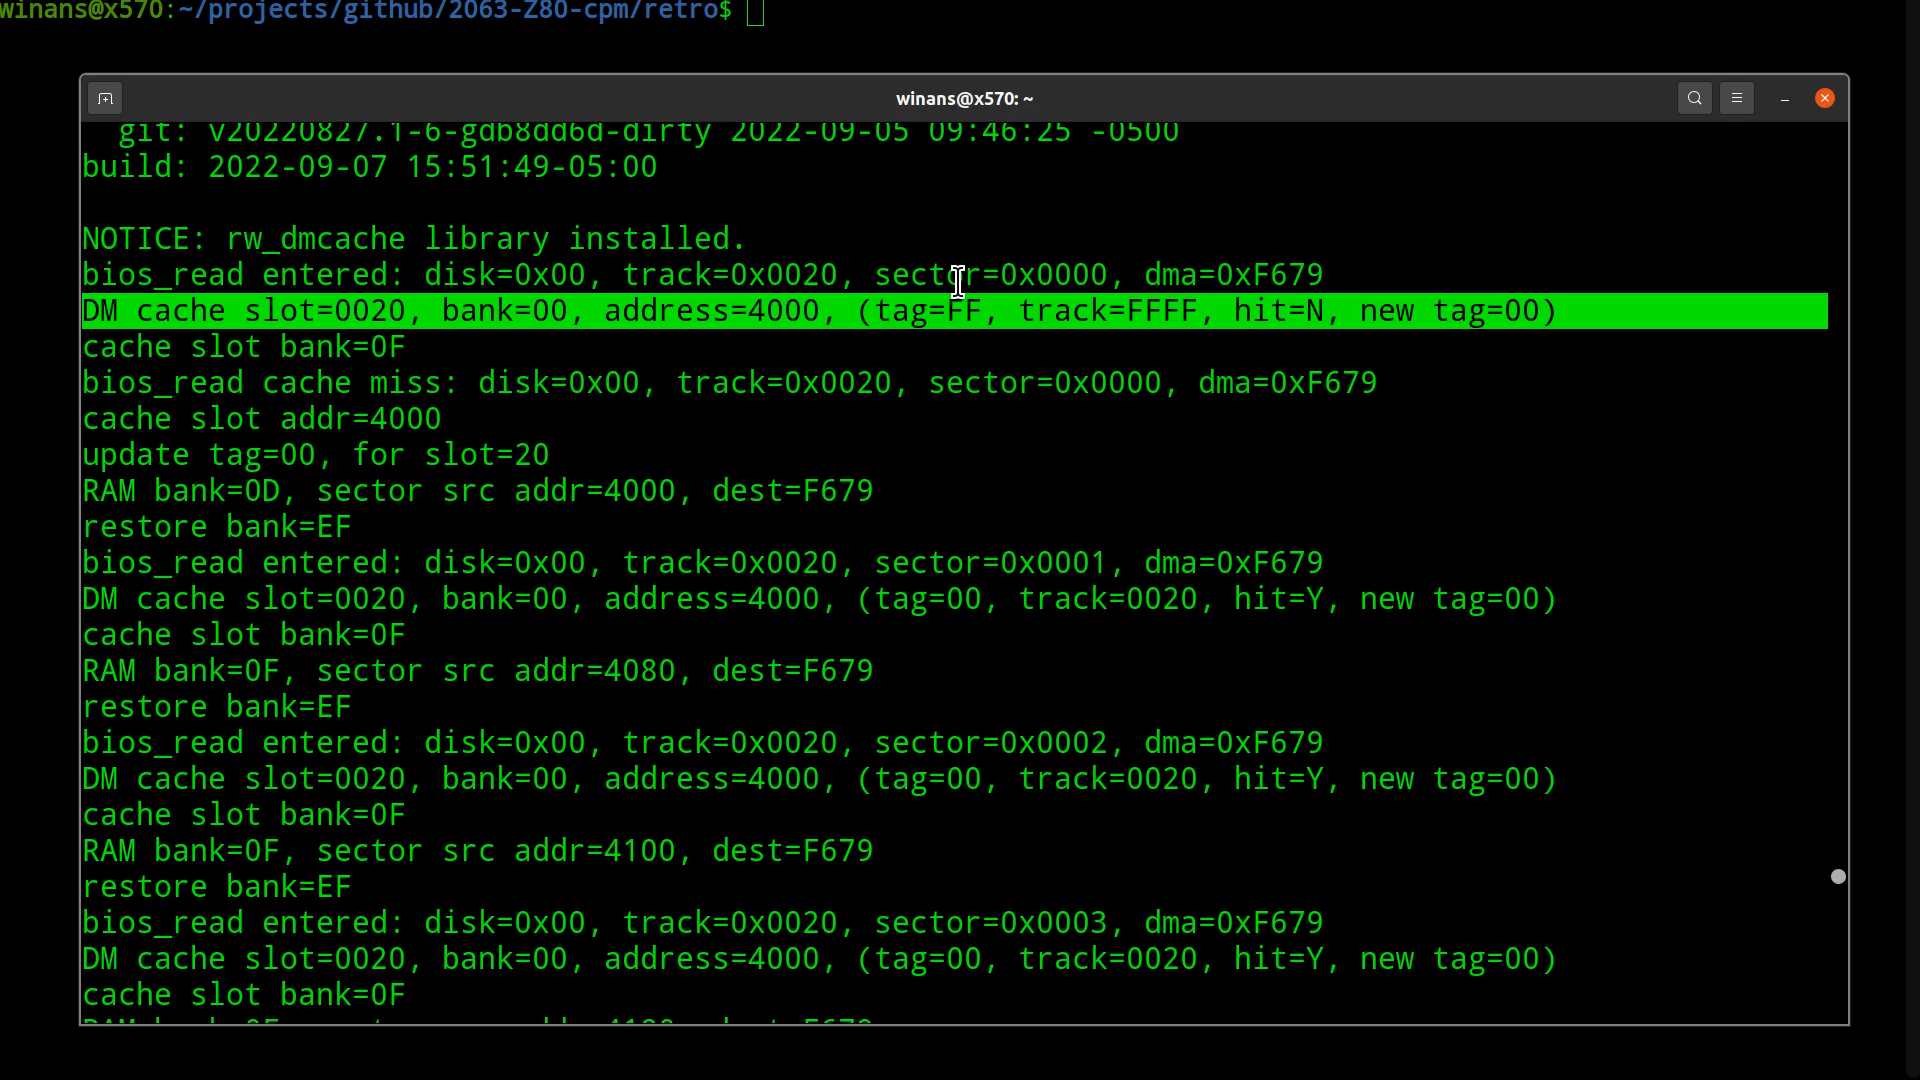 winans@x570:~/projects/github/2063-Z80-cpm/retro$
winans@x570: ~
git: v20220827.1-6-gdb8dd6d-dirty 2022-09-05 09:46:25 -0500
build: 2022-09-07 15:51:49-05:00
NOTICE: rw_dmcache library installed.
bios_read entered: disk=0x00, track=0x0020, sector=0x0000, dma=0xF679
DM cache slot=0020, bank=00, address=4000, (tag=FF, track=FFFF, hit=N, new tag=00)
cache slot bank=0F
bios_read cache miss: disk=0x00, track=0x0020, sector=0x0000, dma=0xF679
cache slot addr=4000
update tag=00, for slot=20
RAM bank=0D, sector src addr=4000, dest=F679
restore bank=EF
bios_read entered: disk=0x00, track=0x0020, sector=0x0001, dma=0xF679
DM cache slot=0020, bank=00, address=4000, (tag=00, track=0020, hit=Y, new tag=00)
cache slot bank=0F
RAM bank=0F, sector src addr=4080, dest=F679
restore bank=EF
bios_read entered: disk=0x00, track=0x0020, sector=0x0002, dma=0xF679
DM cache slot=0020, bank=00, address=4000, (tag=00, track=0020, hit=Y, new tag=00)
cache slot bank=0F
RAM bank=0F, sector src addr=4100, dest=F679
restore bank=EF
bios_read entered: disk=0x00, track=0x0020, sector=0x0003, dma=0xF679
DM cache slot=0020, bank=00, address=4000, (tag=00, track=0020, hit=Y, new tag=00)
cache slot bank=0F